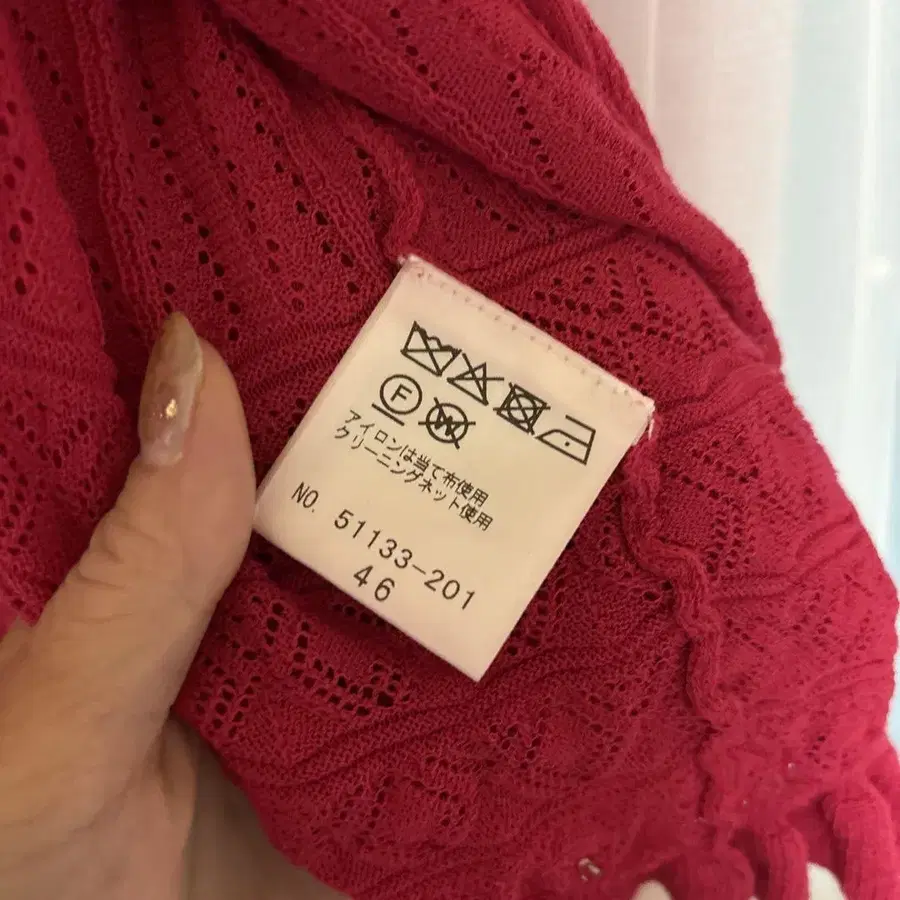 F W
アイロンは当て布使用
クリーニングネット使用
NO. 51133-201
46